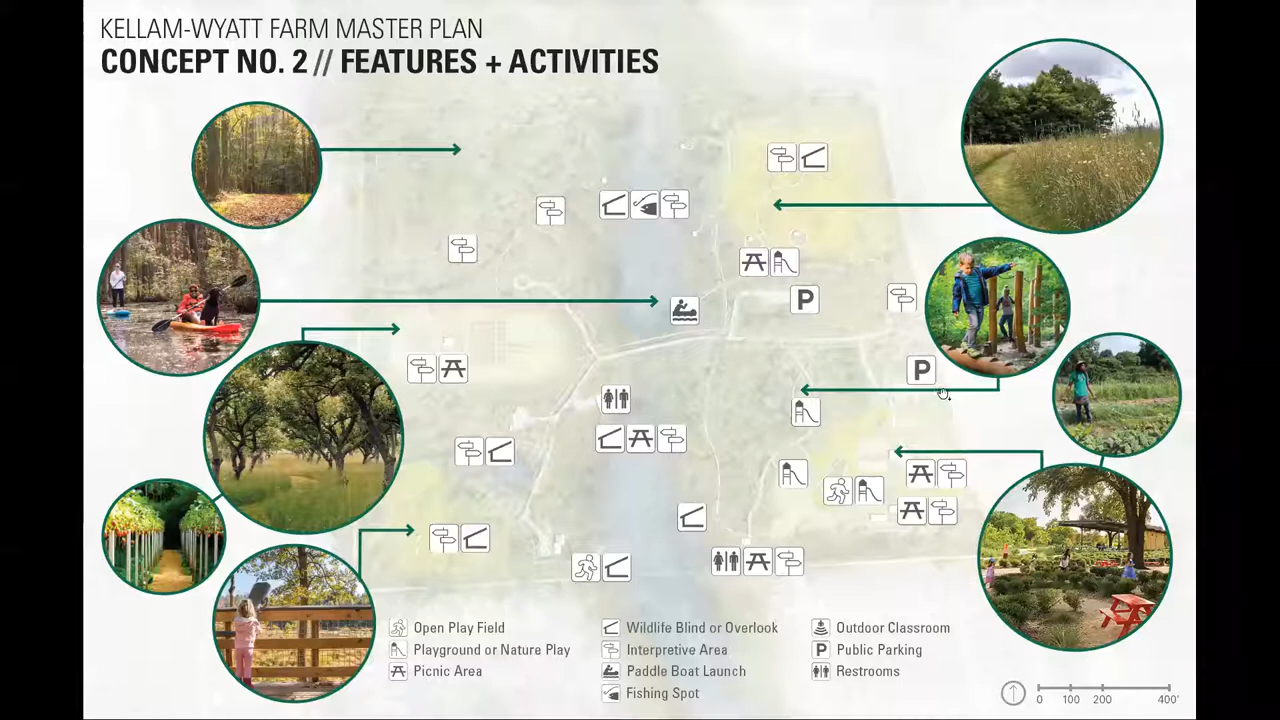 KELLAM-WYATT FARM MASTER PLAN
CONCEPT NO. 2 // FEATURES + ACTIVITIES
P
P
Open Play Field
Playground or Nature Play
Picnic Area
Wildlife Blind or Overlook
Interpretive Area
Paddle Boat Launch
Fishing Spot
Outdoor Classroom
P Public Parking
Restrooms
0 100 200 400'